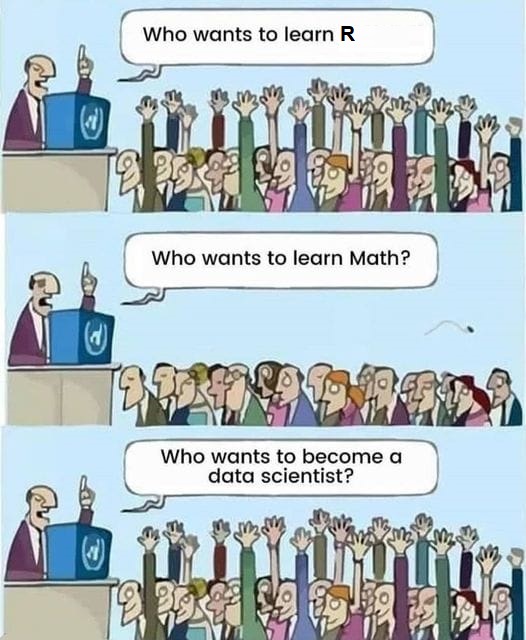 Who wants to learn R
Who wants to learn Math?
Who wants to become a
data scientist?